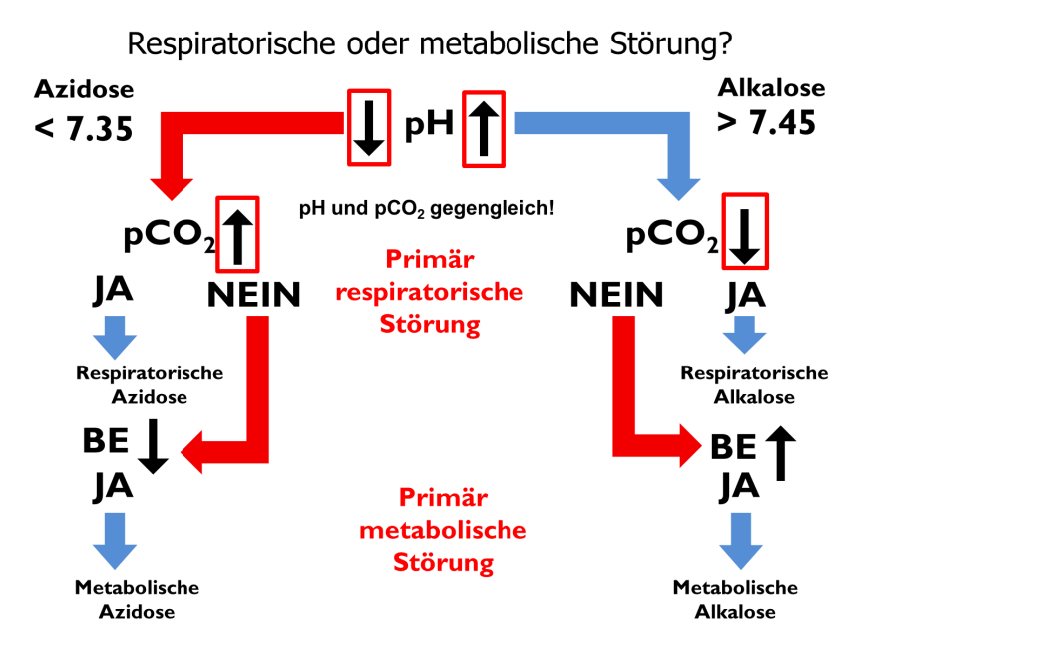 Respiratorische oder metabolische Störung?
Azidose
< 7.35
pH
Alkalose
> 7.45
pH und pCO₂ gegengleich!
pCO₂
pCO₂
Primär
respiratorische
Störung
JA
NEIN
NEIN
JA
Respiratorische
Azidose
Respiratorische
Alkalose
BE
JA
BE
JA
Primär
metabolische
Störung
Metabolische
Azidose
Metabolische
Alkalose